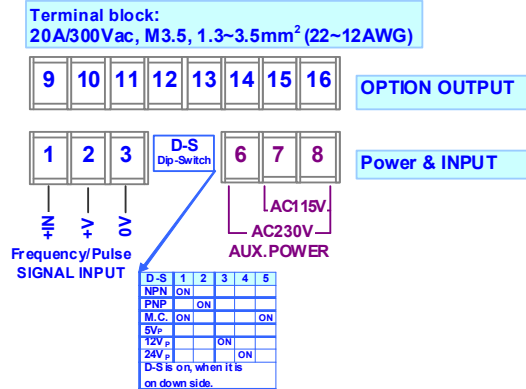 Terminal block:
20A/300Vac, M3.5, 1.3~3.5mm² (22~12AWG)
9 10 11 12 13 14 15 16
OPTION OUTPUT
1 2 3
D-S
Dip-Switch
6 7 8
Power & INPUT
+IN +V 0V
AC115V.
AC230V
AUX.POWER
Frequency/Pulse
SIGNAL INPUT
D-S 1 2 3 4 5
NPN ON
PNP ON
M.C. ON ON
5VP
12VP ON
24VP ON
D-S is on, when it is
on down side.